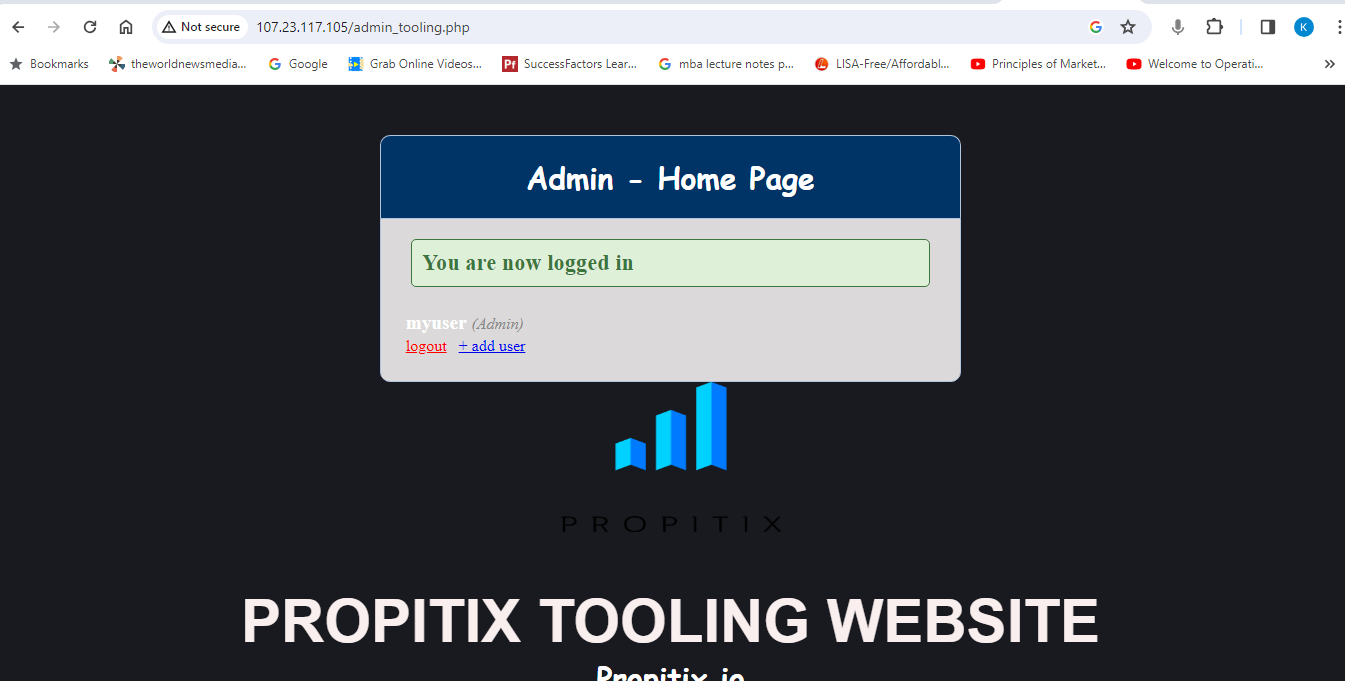 Not secure 107.23.117.105/admin_tooling.php G K
Bookmarks theworldnewsmedia... Google Grab Online Videos... Pf SuccessFactors Lear... mba lecture notes p... LISA-Free/Affordabl... Principles of Market... Welcome to Operati... »
Admin - Home Page
You are now logged in
myuser (Admin)
logout + add user
PROPITIX
PROPITIX TOOLING WEBSITE
Propitix.io